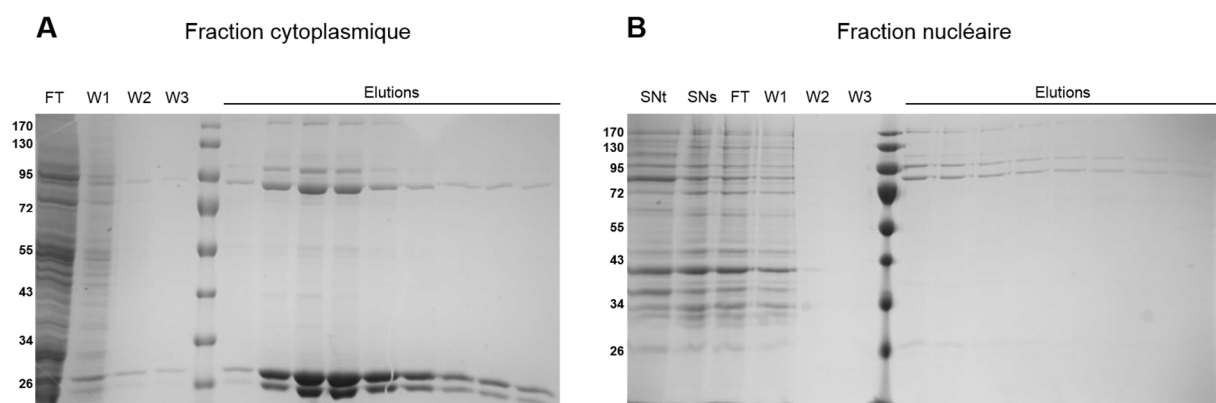 A
Fraction cytoplasmique
FT W1 W2 W3 Elutions
170
130
95
72
55
43
34
26
B
Fraction nucléaire
SNt SNs FT W1 W2 W3 Elutions
170
130
95
72
55
43
34
26